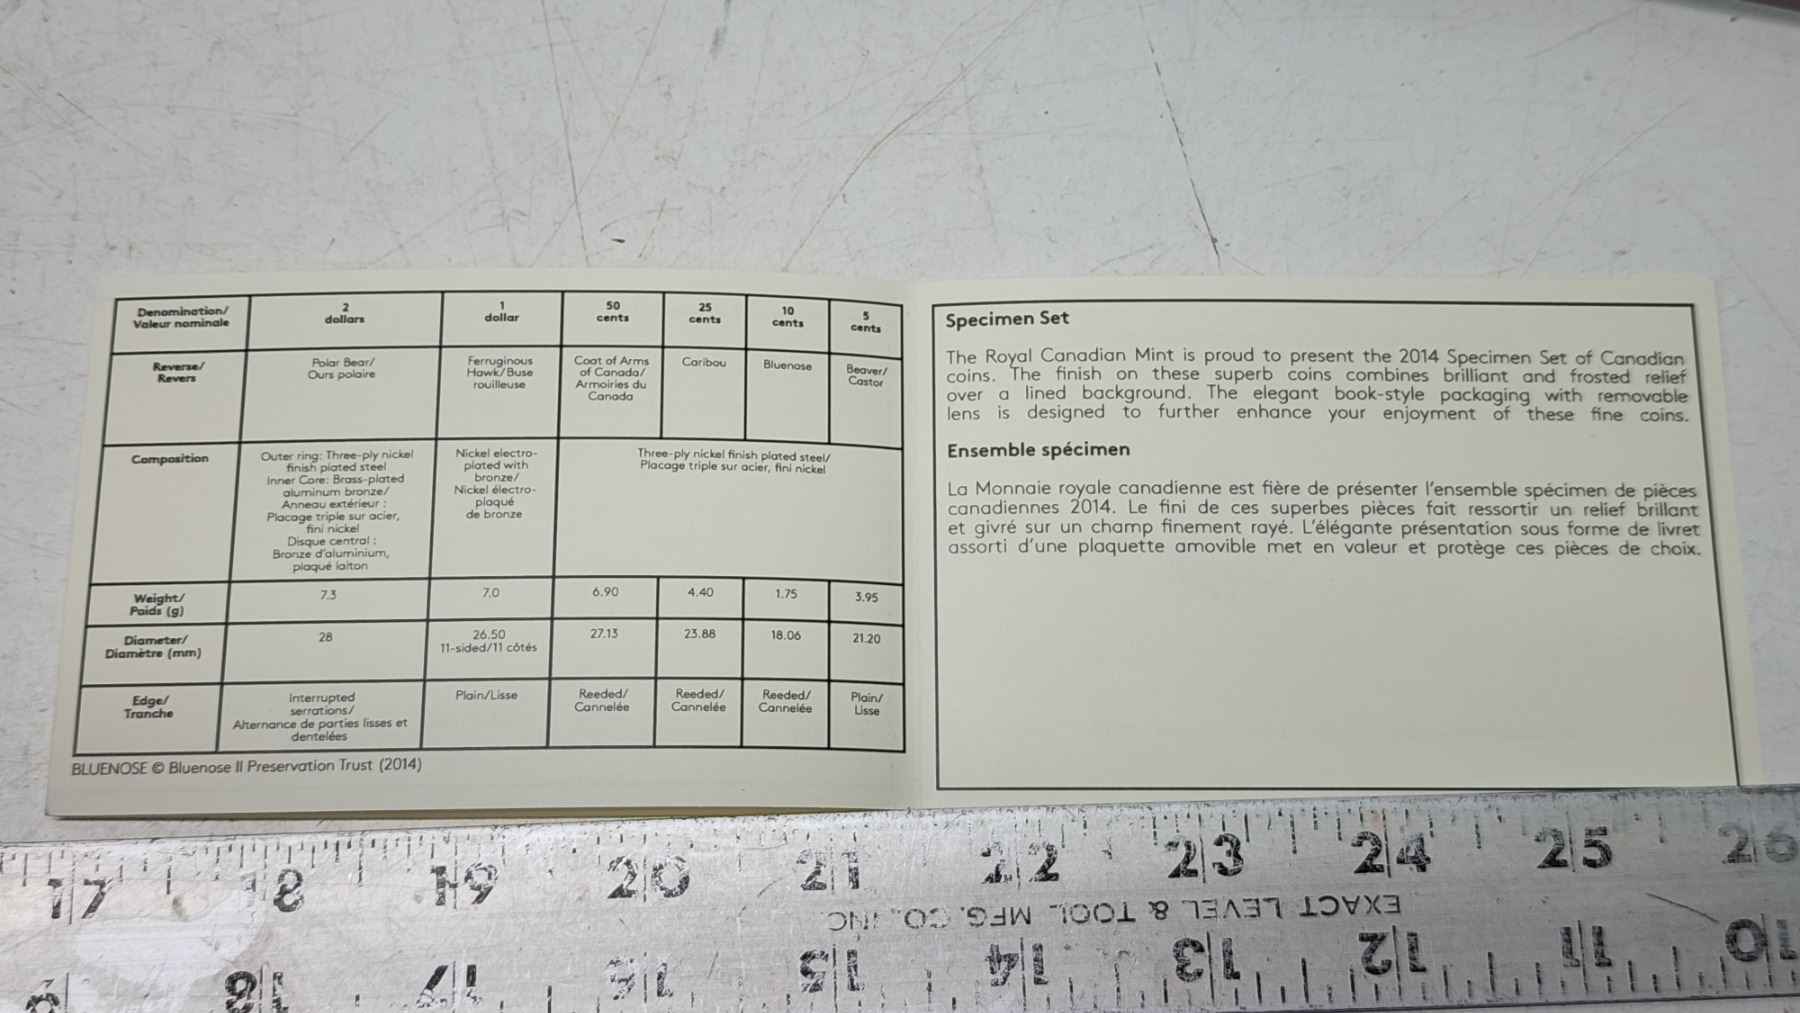 Denomination/
Valeur nominale
2
dollars
1
dollar
50
cents
25
cents
10
cents
5
cents
Reverse/
Revers
Polar Bear/
Ours polaire
Ferruginous
Hawk/Buse
rouilleuse
Coat of Arms
of Canada/
Armoiries du
Canada
Caribou
Bluenose
Beaver/
Castor
Composition
Outer ring: Three-ply nickel
finish plated steel
Inner Core: Brass-plated
aluminum bronze/
Anneau extérieur :
Placage triple sur acier,
fini nickel
Disque central :
Bronze d'aluminium,
plaqué laiton
Nickel electro-
plated with
bronze/
Nickel électro-
plaqué
de bronze
Three-ply nickel finish plated steel/
Placage triple sur acier, fini nickel
Weight/
Poids (g)
7.3
7.0
6.90
4.40
1.75
3.95
Diameter/
Diamètre (mm)
28
26.50
11-sided/11 côtés
27.13
23.88
18.06
21.20
Edge/
Tranche
Interrupted
serrations/
Alternance de parties lisses et
dentelées
Plain/Lisse
Reeded/
Cannelée
Reeded/
Cannelée
Reeded/
Cannelée
Plain/
Lisse
BLUENOSE © Bluenose II Preservation Trust (2014)
Specimen Set
The Royal Canadian Mint is proud to present the 2014 Specimen Set of Canadian
coins. The finish on these superb coins combines brilliant and frosted relief
over a lined background. The elegant book-style packaging with removable
lens is designed to further enhance your enjoyment of these fine coins.
Ensemble spécimen
La Monnaie royale canadienne est fière de présenter l'ensemble spécimen de pièces
canadiennes 2014. Le fini de ces superbes pièces fait ressortir un relief brillant
et givré sur un champ finement rayé. L'élégante présentation sous forme de livret
assorti d'une plaquette amovible met en valeur et protège ces pièces de choix.
17 18 19 20 21 22 23 24 25 26
EXACT LEVEL & TOOL MFG. CO., INC.
18 17 16 15 14 13 12 11 10